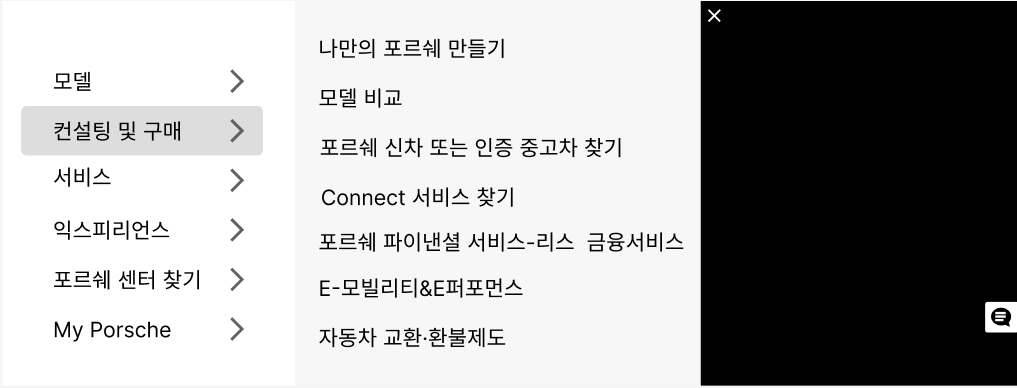 모델
컨설팅 및 구매
서비스
익스피리언스
포르쉐 센터 찾기
My Porsche
나만의 포르쉐 만들기
모델 비교
포르쉐 신차 또는 인증 중고차 찾기
Connect 서비스 찾기
포르쉐 파이낸셜 서비스-리스 금융서비스
E-모빌리티&E퍼포먼스
자동차 교환·환불제도